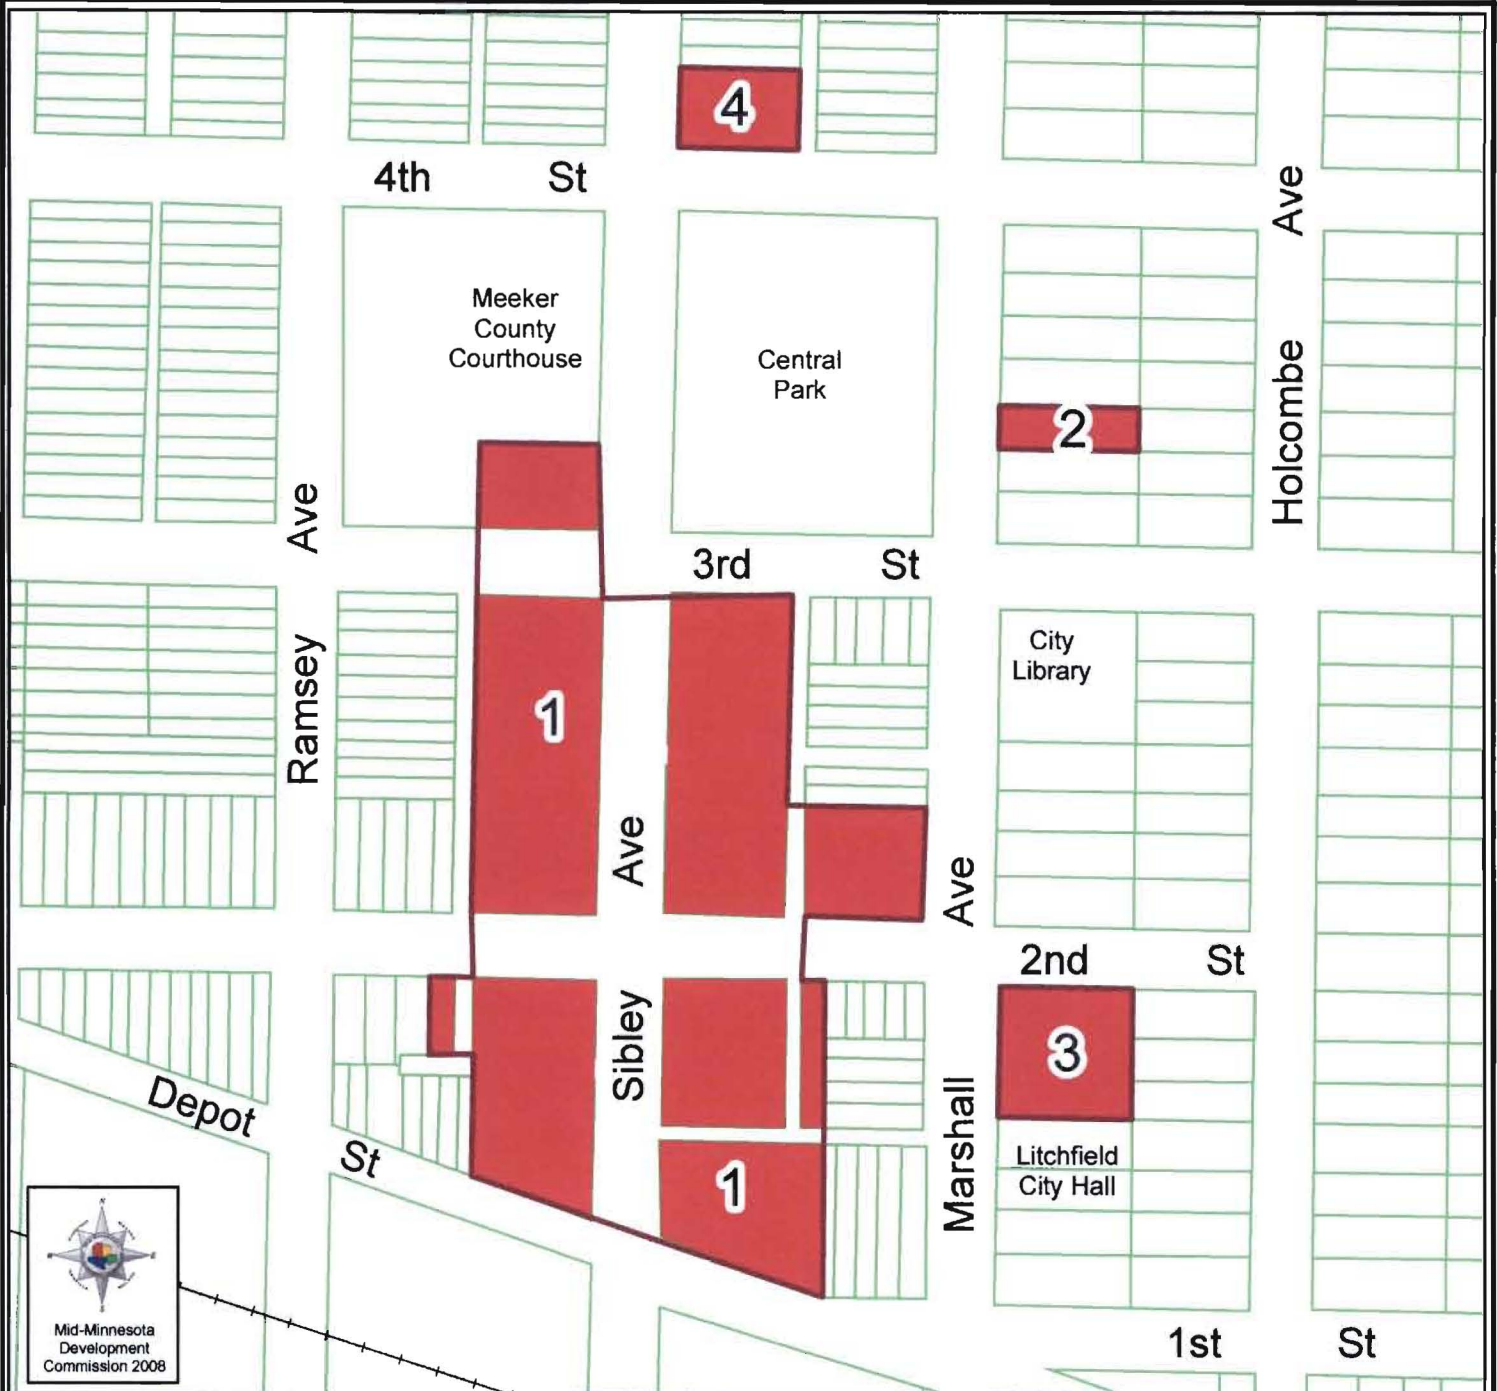 4
4th St
Ave
Meeker
County
Courthouse
Central
Park
2
Holcombe
Ave
3rd St
City
Library
Ramsey
1
Ave
Ave
2nd St
Sibley
3
Depot
St
Marshall
1
Litchfield
City Hall
Mid-Minnesota
Development
Commission 2008
1st St